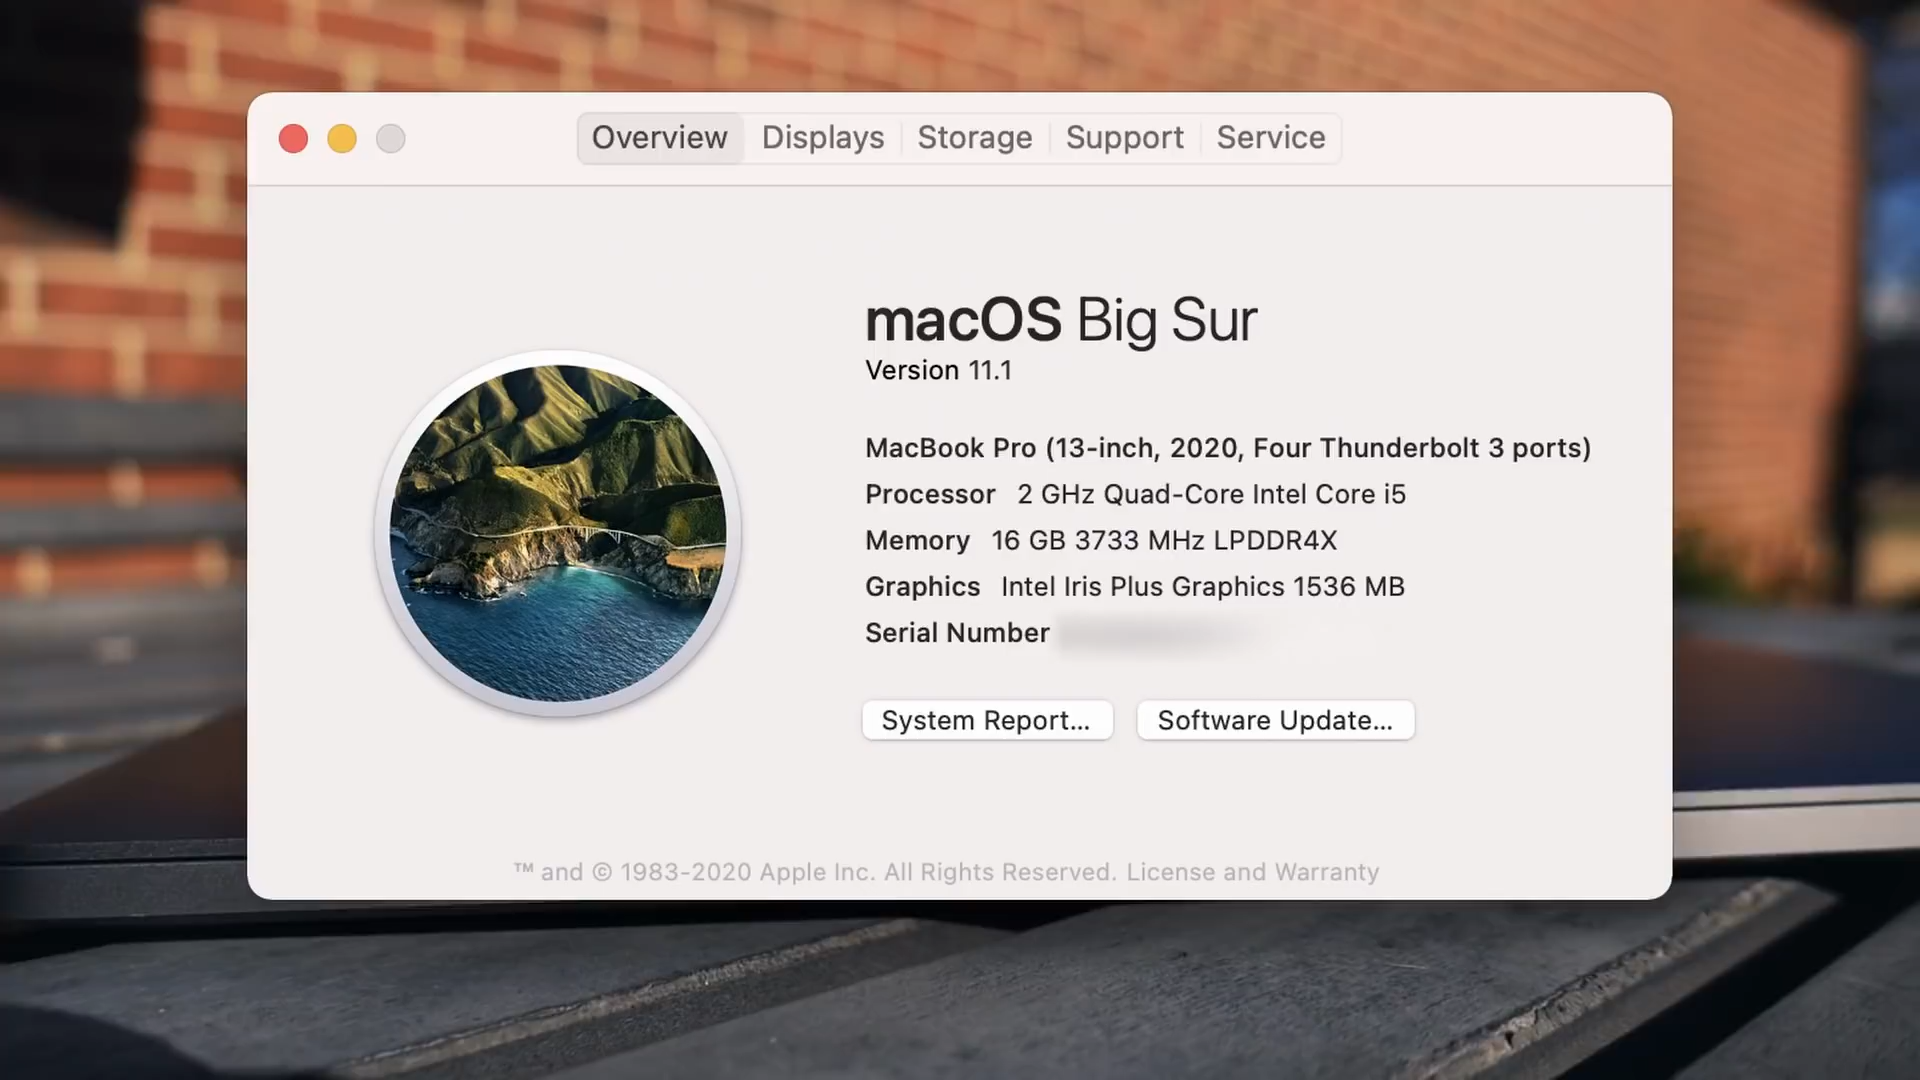 Overview Displays Storage Support Service
macOS Big Sur
Version 11.1
MacBook Pro (13-inch, 2020, Four Thunderbolt 3 ports)
Processor 2 GHz Quad-Core Intel Core i5
Memory 16 GB 3733 MHz LPDDR4X
Graphics Intel Iris Plus Graphics 1536 MB
Serial Number
System Report... Software Update...
™ and © 1983-2020 Apple Inc. All Rights Reserved. License and Warranty